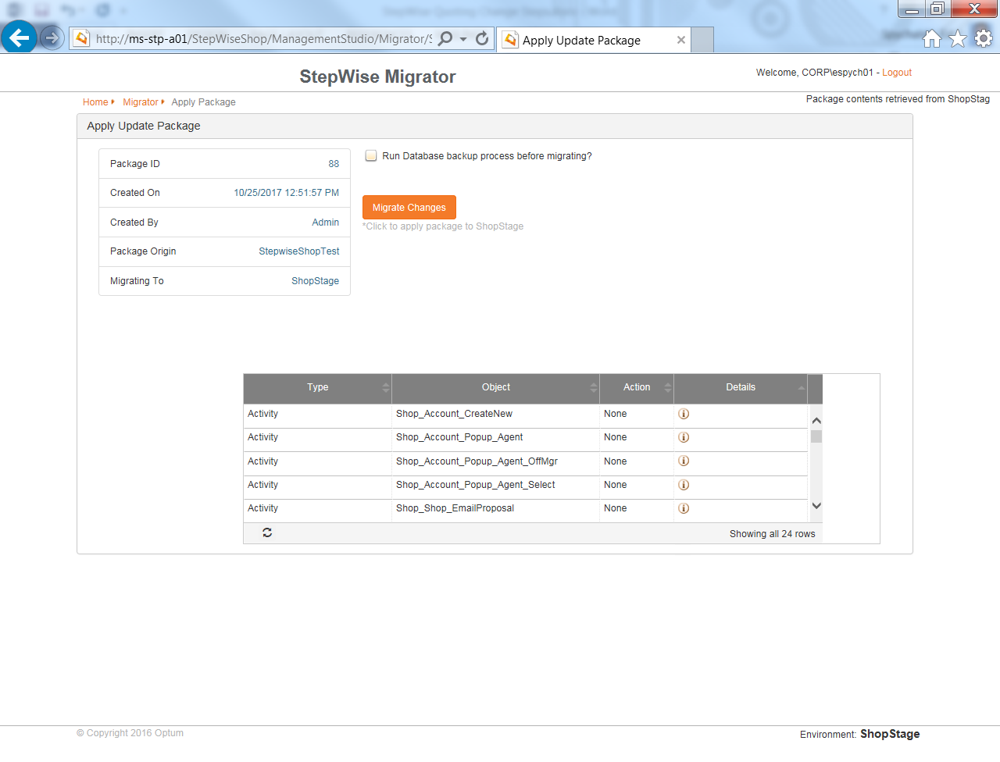 http://ms-stp-a01/StepWiseShop/ManagementStudio/Migrator/S
Apply Update Package
StepWise Migrator
Welcome, CORP\espych01 - Logout
Home Migrator Apply Package
Package contents retrieved from ShopStag
Apply Update Package
Package ID 88
Run Database backup process before migrating?
Created On 10/25/2017 12:51:57 PM
Migrate Changes
Created By Admin
*Click to apply package to ShopStage
Package Origin StepwiseShopTest
Migrating To ShopStage
Type Object Action Details
Activity Shop_Account_CreateNew None
Activity Shop_Account_Popup_Agent None
Activity Shop_Account_Popup_Agent_OffMgr None
Activity Shop_Account_Popup_Agent_Select None
Activity Shop_Shop_EmailProposal None
Showing all 24 rows
© Copyright 2016 Optum
Environment: ShopStage